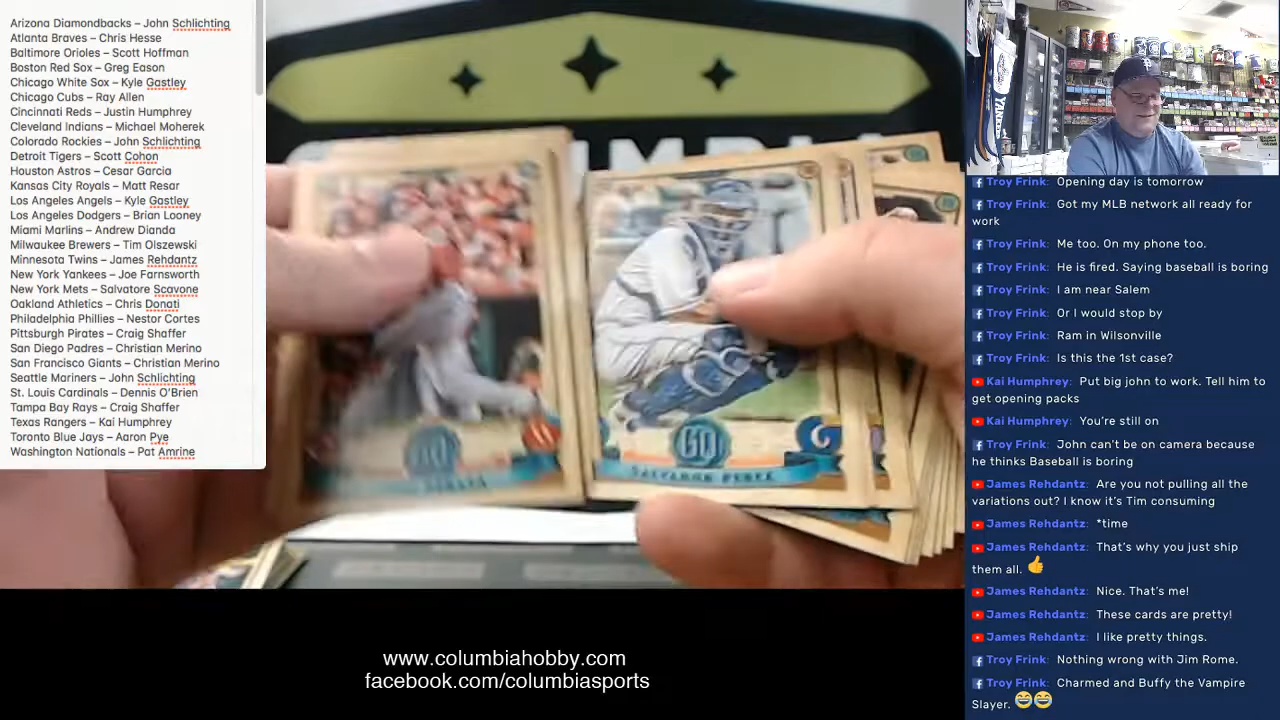 Arizona Diamondbacks – John Schlichting
Atlanta Braves – Chris Hesse
Baltimore Orioles – Scott Hoffman
Boston Red Sox – Greg Eason
Chicago White Sox – Kyle Gastley
Chicago Cubs – Ray Allen
Cincinnati Reds – Justin Humphrey
Cleveland Indians – Michael Moherek
Colorado Rockies – John Schlichting
Detroit Tigers – Scott Cohon
Houston Astros – Cesar Garcia
Kansas City Royals – Matt Resar
Los Angeles Angels – Kyle Gastley
Los Angeles Dodgers – Brian Looney
Miami Marlins – Andrew Dianda
Milwaukee Brewers – Tim Olszewski
Minnesota Twins – James Rehdantz
New York Yankees – Joe Farnsworth
New York Mets – Salvatore Scavone
Oakland Athletics – Chris Donati
Philadelphia Phillies – Nestor Cortes
Pittsburgh Pirates – Craig Shaffer
San Diego Padres – Christian Merino
San Francisco Giants – Christian Merino
Seattle Mariners – John Schlichting
St. Louis Cardinals – Dennis O'Brien
Tampa Bay Rays – Craig Shaffer
Texas Rangers – Kai Humphrey
Toronto Blue Jays – Aaron Pye
Washington Nationals – Pat Amrine
GQ
SALVADOR PEREZ
www.columbiahobby.com
facebook.com/columbiasports
Troy Frink: Opening day is tomorrow
Troy Frink: Got my MLB network all ready for
work
Troy Frink: Me too. On my phone too.
Troy Frink: He is fired. Saying baseball is boring
Troy Frink: I am near Salem
Troy Frink: Or I would stop by
Troy Frink: Ram in Wilsonville
Troy Frink: Is this the 1st case?
Kai Humphrey: Put big john to work. Tell him to
get opening packs
Kai Humphrey: You're still on
Troy Frink: John can't be on camera because
he thinks Baseball is boring
James Rehdantz: Are you not pulling all the
variations out? I know it's Tim consuming
James Rehdantz: *time
James Rehdantz: That's why you just ship
them all. 👍
James Rehdantz: Nice. That's me!
James Rehdantz: These cards are pretty!
James Rehdantz: I like pretty things.
Troy Frink: Nothing wrong with Jim Rome.
Troy Frink: Charmed and Buffy the Vampire
Slayer. 😂😂